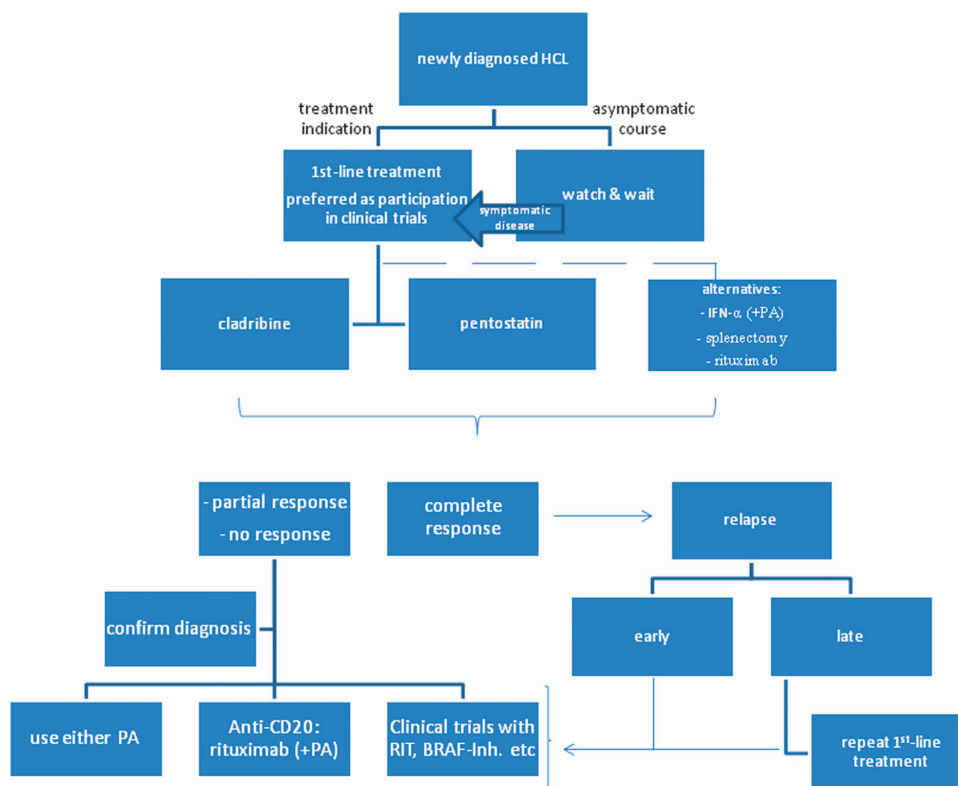 newly diagnosed HCL
treatment
indication
asymptomatic
course
1st-line treatment
preferred as participation
in clinical trials
symptomatic
disease
watch & wait
cladribine
pentostatin
alternatives:
- IFN-α (+PA)
- splenectomy
- rituximab
- partial response
- no response
complete
response
relapse
confirm diagnosis
early
late
use either PA
Anti-CD20:
rituximab (+PA)
Clinical trials with
RIT, BRAF-Inh. etc
repeat 1st-line
treatment